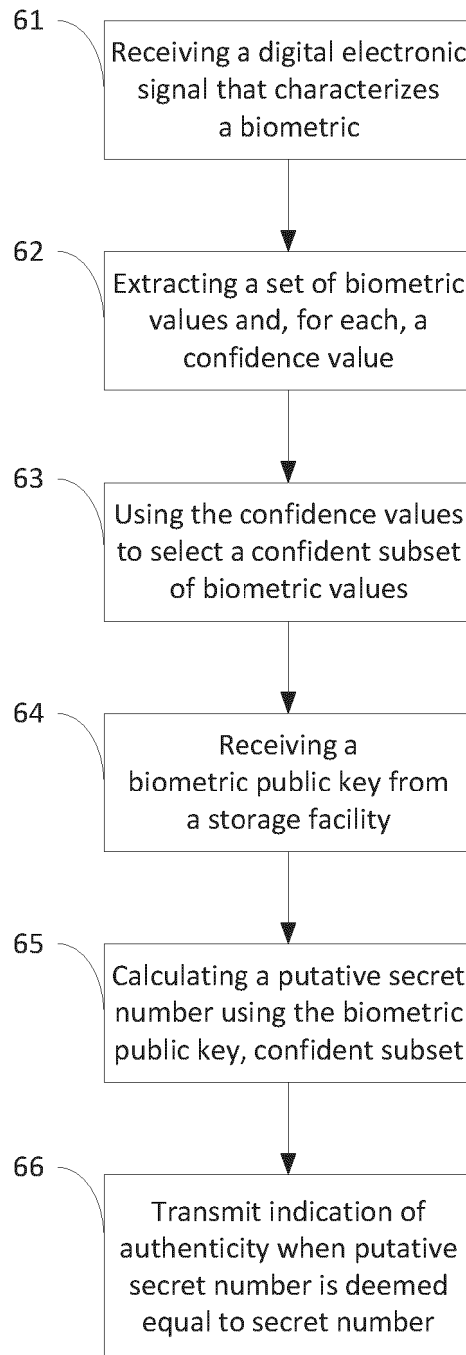 61
Receiving a digital electronic
signal that characterizes
a biometric
62
Extracting a set of biometric
values and, for each, a
confidence value
63
Using the confidence values
to select a confident subset
of biometric values
64
Receiving a
biometric public key from
a storage facility
65
Calculating a putative secret
number using the biometric
public key, confident subset
66
Transmit indication of
authenticity when putative
secret number is deemed
equal to secret number